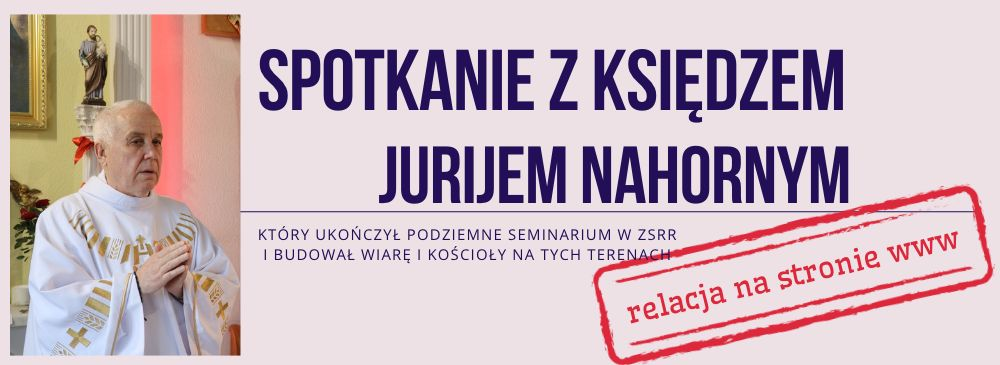 SPOTKANIE Z KSIĘDZEM
JURIJEM NAHORNYM
KTÓRY UKOŃCZYŁ PODZIEMNE SEMINARIUM W ZSRR
I BUDOWAŁ WIARĘ I KOŚCIOŁY NA TYCH TERENACH
relacja na stronie www